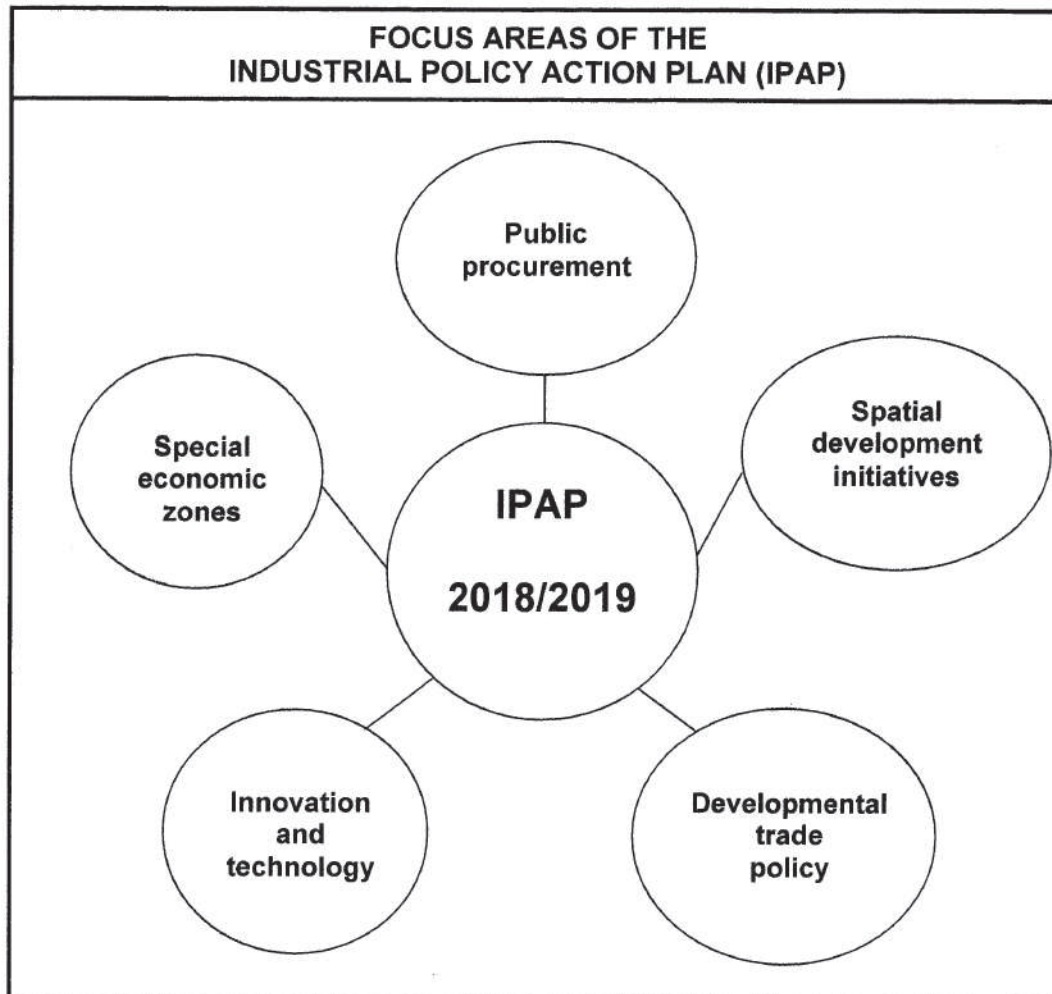 FOCUS AREAS OF THE
INDUSTRIAL POLICY ACTION PLAN (IPAP)
Public
procurement
Special
economic
zones
Spatial
development
initiatives
IPAP
2018/2019
Innovation
and
technology
Developmental
trade
policy